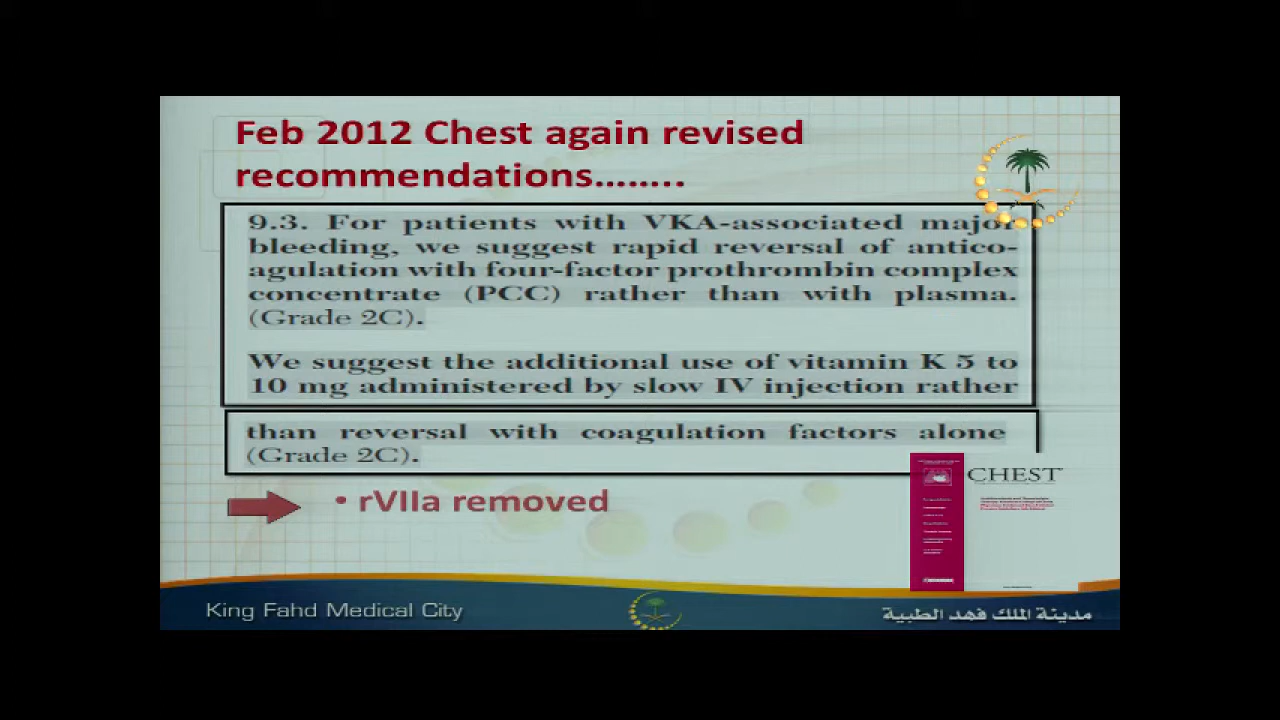 Feb 2012 Chest again revised
recommendations........
9.3. For patients with VKA-associated major
bleeding, we suggest rapid reversal of antico-
agulation with four-factor prothrombin complex
concentrate (PCC) rather than with plasma.
(Grade 2C).
We suggest the additional use of vitamin K 5 to
10 mg administered by slow IV injection rather
than reversal with coagulation factors alone
(Grade 2C).
• rVIIa removed
CHEST
King Fahd Medical City
مدينة الملك فهد الطبية